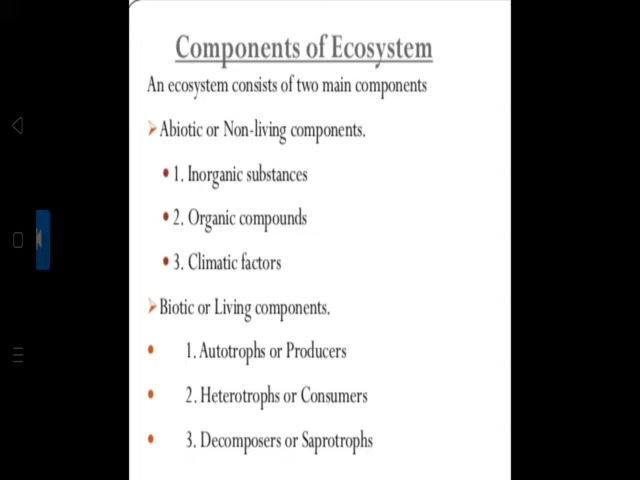 Components of Ecosystem
An ecosystem consists of two main components
Abiotic or Non-living components.
1. Inorganic substances
2. Organic compounds
3. Climatic factors
Biotic or Living components.
1. Autotrophs or Producers
2. Heterotrophs or Consumers
3. Decomposers or Saprotrophs